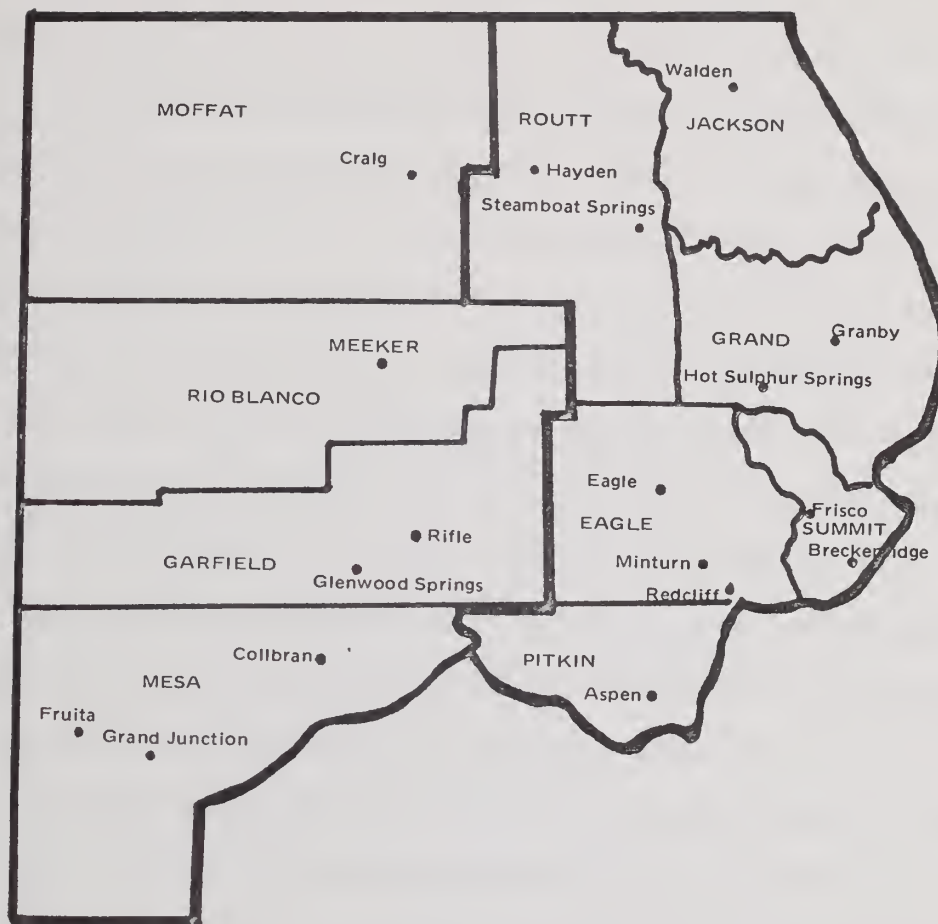 Walden
MOFFAT
ROUTT
JACKSON
Craig
Hayden
Steamboat Springs
GRAND
Granby
MEEKER
Hot Sulphur Springs
RIO BLANCO
Eagle
Frisco
EAGLE
SUMMIT
Rifle
Breckenridge
GARFIELD
Minturn
Glenwood Springs
Redcliff
Collbran
PITKIN
MESA
Aspen
Fruita
Grand Junction